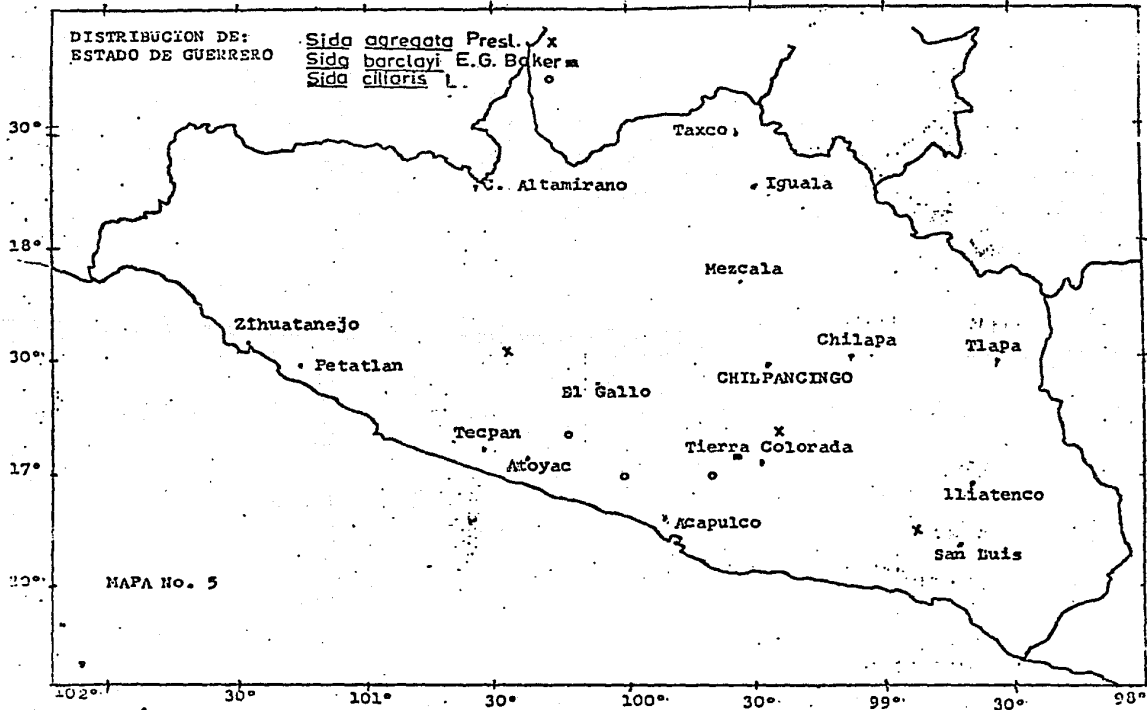 DISTRIBUCION DE:
ESTADO DE GUERRERO
Sida agregata Presl. x
Sida barclayi E.G. Baker
Sida ciliaris L. o
Taxco
30°
C. Altamirano
Iguala
18°
Mezcala
Zihuatanejo
Chilapa
Tlapa
30°
Petatlan
CHILPANCINGO
El Gallo
Tecpan
Tierra Colorada
Atoyac
17°
Iliatenco
Acapulco
San Luis
MAPA No. 5
102° 30° 101° 30° 100° 30° 99° 30° 98°